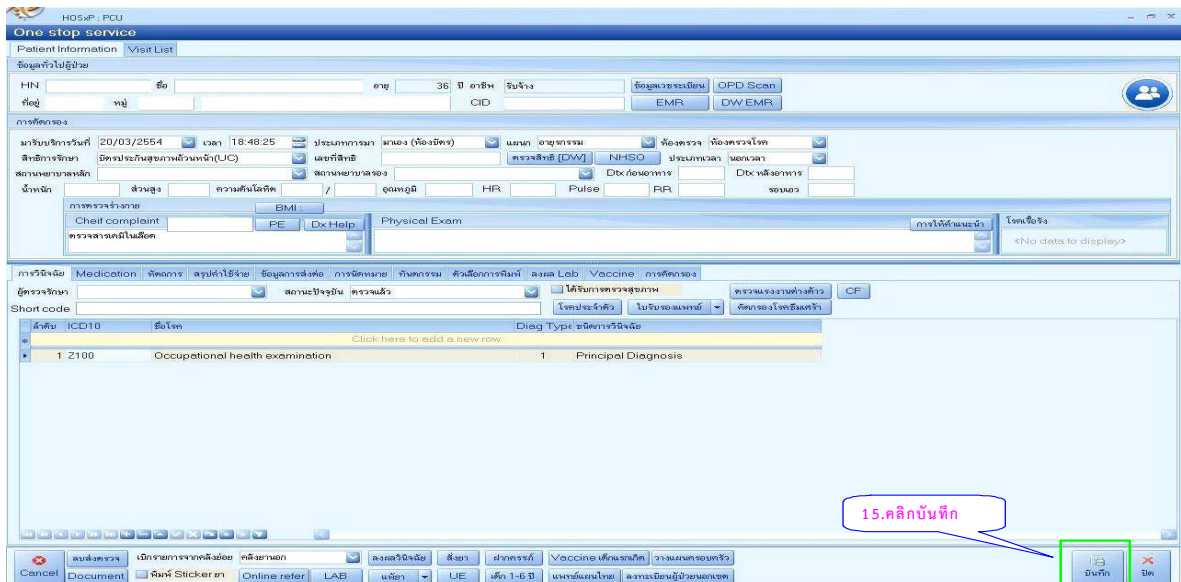 HOSxP : PCU
One stop service
Patient Information Visit List
ข้อมูลทั่วไปผู้ป่วย
HN ชื่อ อายุ 36 ปี อาชีพ รับจ้าง ข้อมูลเวชระเบียน OPD Scan
ที่อยู่ หมู่ CID EMR DW EMR
การคัดกรอง
มารับบริการวันที่ 20/03/2554 เวลา 18:48:25 ประเภทการมา มาเอง (ห้องบัตร) แผนก อายุรกรรม ห้องตรวจ ห้องตรวจโรค
สิทธิการรักษา บัตรประกันสุขภาพถ้วนหน้า(UC) เลขที่สิทธิ ตรวจสิทธิ [DW] NHSO ประเภทเวลา นอกเวลา
สถานพยาบาลหลัก สถานพยาบาลรอง Dtx ก่อนอาหาร Dtx หลังอาหาร
น้ำหนัก ส่วนสูง ความดันโลหิต / อุณหภูมิ HR Pulse RR รอบเอว
การตรวจร่างกาย BMI :
Cheif complaint PE Dx Help Physical Exam การให้คำแนะนำ โรคเรื้อรัง
ตรวจสารเคมีในเลือด <No data to display>
การวินิจฉัย Medication หัตถการ สรุปค่าใช้จ่าย ข้อมูลการส่งต่อ การนัดหมาย ทันตกรรม ตัวเลือกการพิมพ์ ลงผล Lab Vaccine การคัดกรอง
ผู้ตรวจรักษา สถานะปัจจุบัน ตรวจแล้ว ได้รับการตรวจสุขภาพ ตรวจแรงงานต่างด้าว CF
Short code โรคประจำตัว ใบรับรองแพทย์ คัดกรองโรคซึมเศร้า
ลำดับ ICD10 ชื่อโรค Diag Type ชนิดการวินิจฉัย
Click here to add a new row
1 Z100 Occupational health examination 1 Principal Diagnosis
15.คลิกบันทึก
Cancel ลบส่งตรวจ เบิกรายการจากคลังย่อย คลังยานอก ลงผลวินิจฉัย สั่งยา ฝากครรภ์ Vaccine เด็กแรกเกิด วางแผนครอบครัว บันทึก ปิด
Document พิมพ์ Sticker ยา Online refer LAB แพ้ยา UE เด็ก 1-6 ปี แพทย์แผนไทย ลงทะเบียนผู้ป่วยนอกเขต